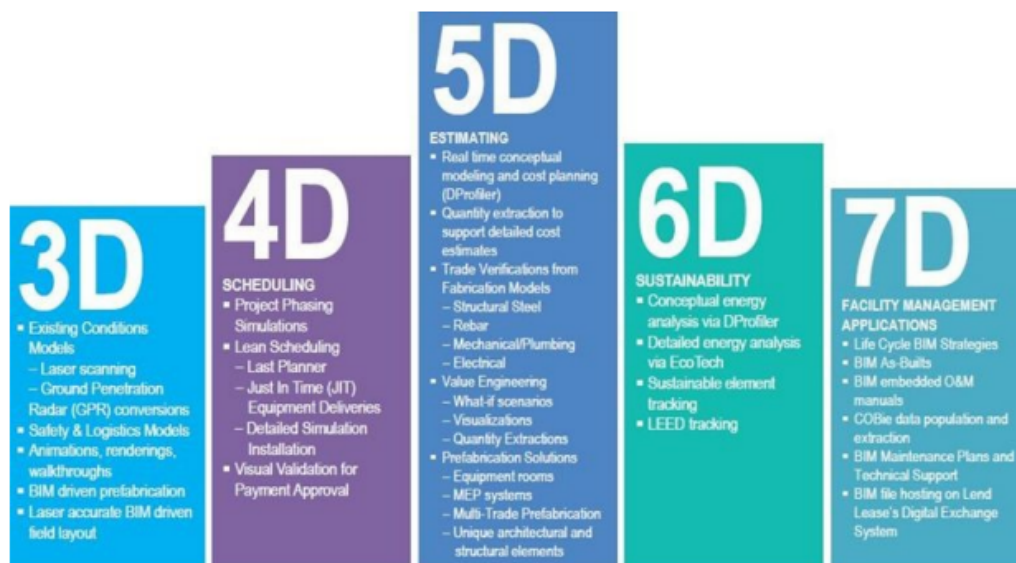 3D
▪ Existing Conditions
Models
– Laser scanning
– Ground Penetration
Radar (GPR) conversions
▪ Safety & Logistics Models
▪ Animations, renderings,
walkthroughs
▪ BIM driven prefabrication
▪ Laser accurate BIM driven
field layout
4D
SCHEDULING
▪ Project Phasing
Simulations
▪ Lean Scheduling
– Last Planner
– Just In Time (JIT)
Equipment Deliveries
– Detailed Simulation
Installation
▪ Visual Validation for
Payment Approval
5D
ESTIMATING
▪ Real time conceptual
modeling and cost planning
(DProfiler)
▪ Quantity extraction to
support detailed cost
estimates
▪ Trade Verifications from
Fabrication Models
– Structural Steel
– Rebar
– Mechanical/Plumbing
– Electrical
▪ Value Engineering
– What-if scenarios
– Visualizations
– Quantity Extractions
▪ Prefabrication Solutions
– Equipment rooms
– MEP systems
– Multi-Trade Prefabrication
– Unique architectural and
structural elements
6D
SUSTAINABILITY
▪ Conceptual energy
analysis via DProfiler
▪ Detailed energy analysis
via EcoTech
▪ Sustainable element
tracking
▪ LEED tracking
7D
FACILITY MANAGEMENT
APPLICATIONS
▪ Life Cycle BIM Strategies
▪ BIM As-Builts
▪ BIM embedded O&M
manuals
▪ COBie data population and
extraction
▪ BIM Maintenance Plans and
Technical Support
▪ BIM file hosting on Lend
Lease's Digital Exchange
System